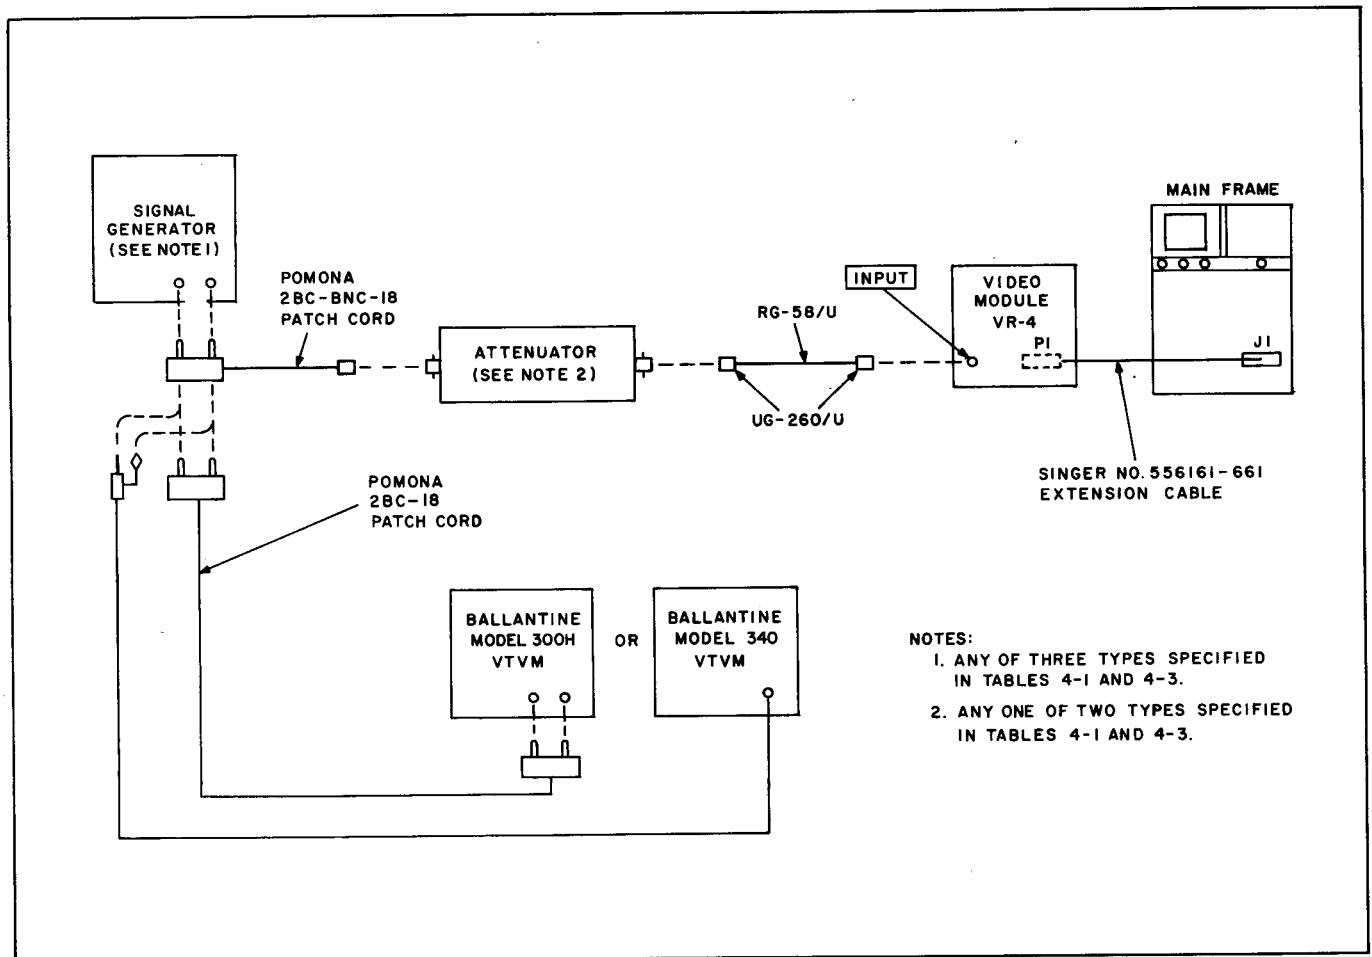 MAIN FRAME
SIGNAL
GENERATOR
(SEE NOTE 1)
POMONA
2BC-BNC-18
PATCH CORD
ATTENUATOR
(SEE NOTE 2)
RG-58/U
UG-260/U
INPUT
VIDEO
MODULE
VR-4
P1
J1
SINGER NO. 556161-661
EXTENSION CABLE
POMONA
2BC-18
PATCH CORD
BALLANTINE
MODEL 300H
VTVM
OR
BALLANTINE
MODEL 340
VTVM
NOTES:
1. ANY OF THREE TYPES SPECIFIED
IN TABLES 4-1 AND 4-3.
2. ANY ONE OF TWO TYPES SPECIFIED
IN TABLES 4-1 AND 4-3.